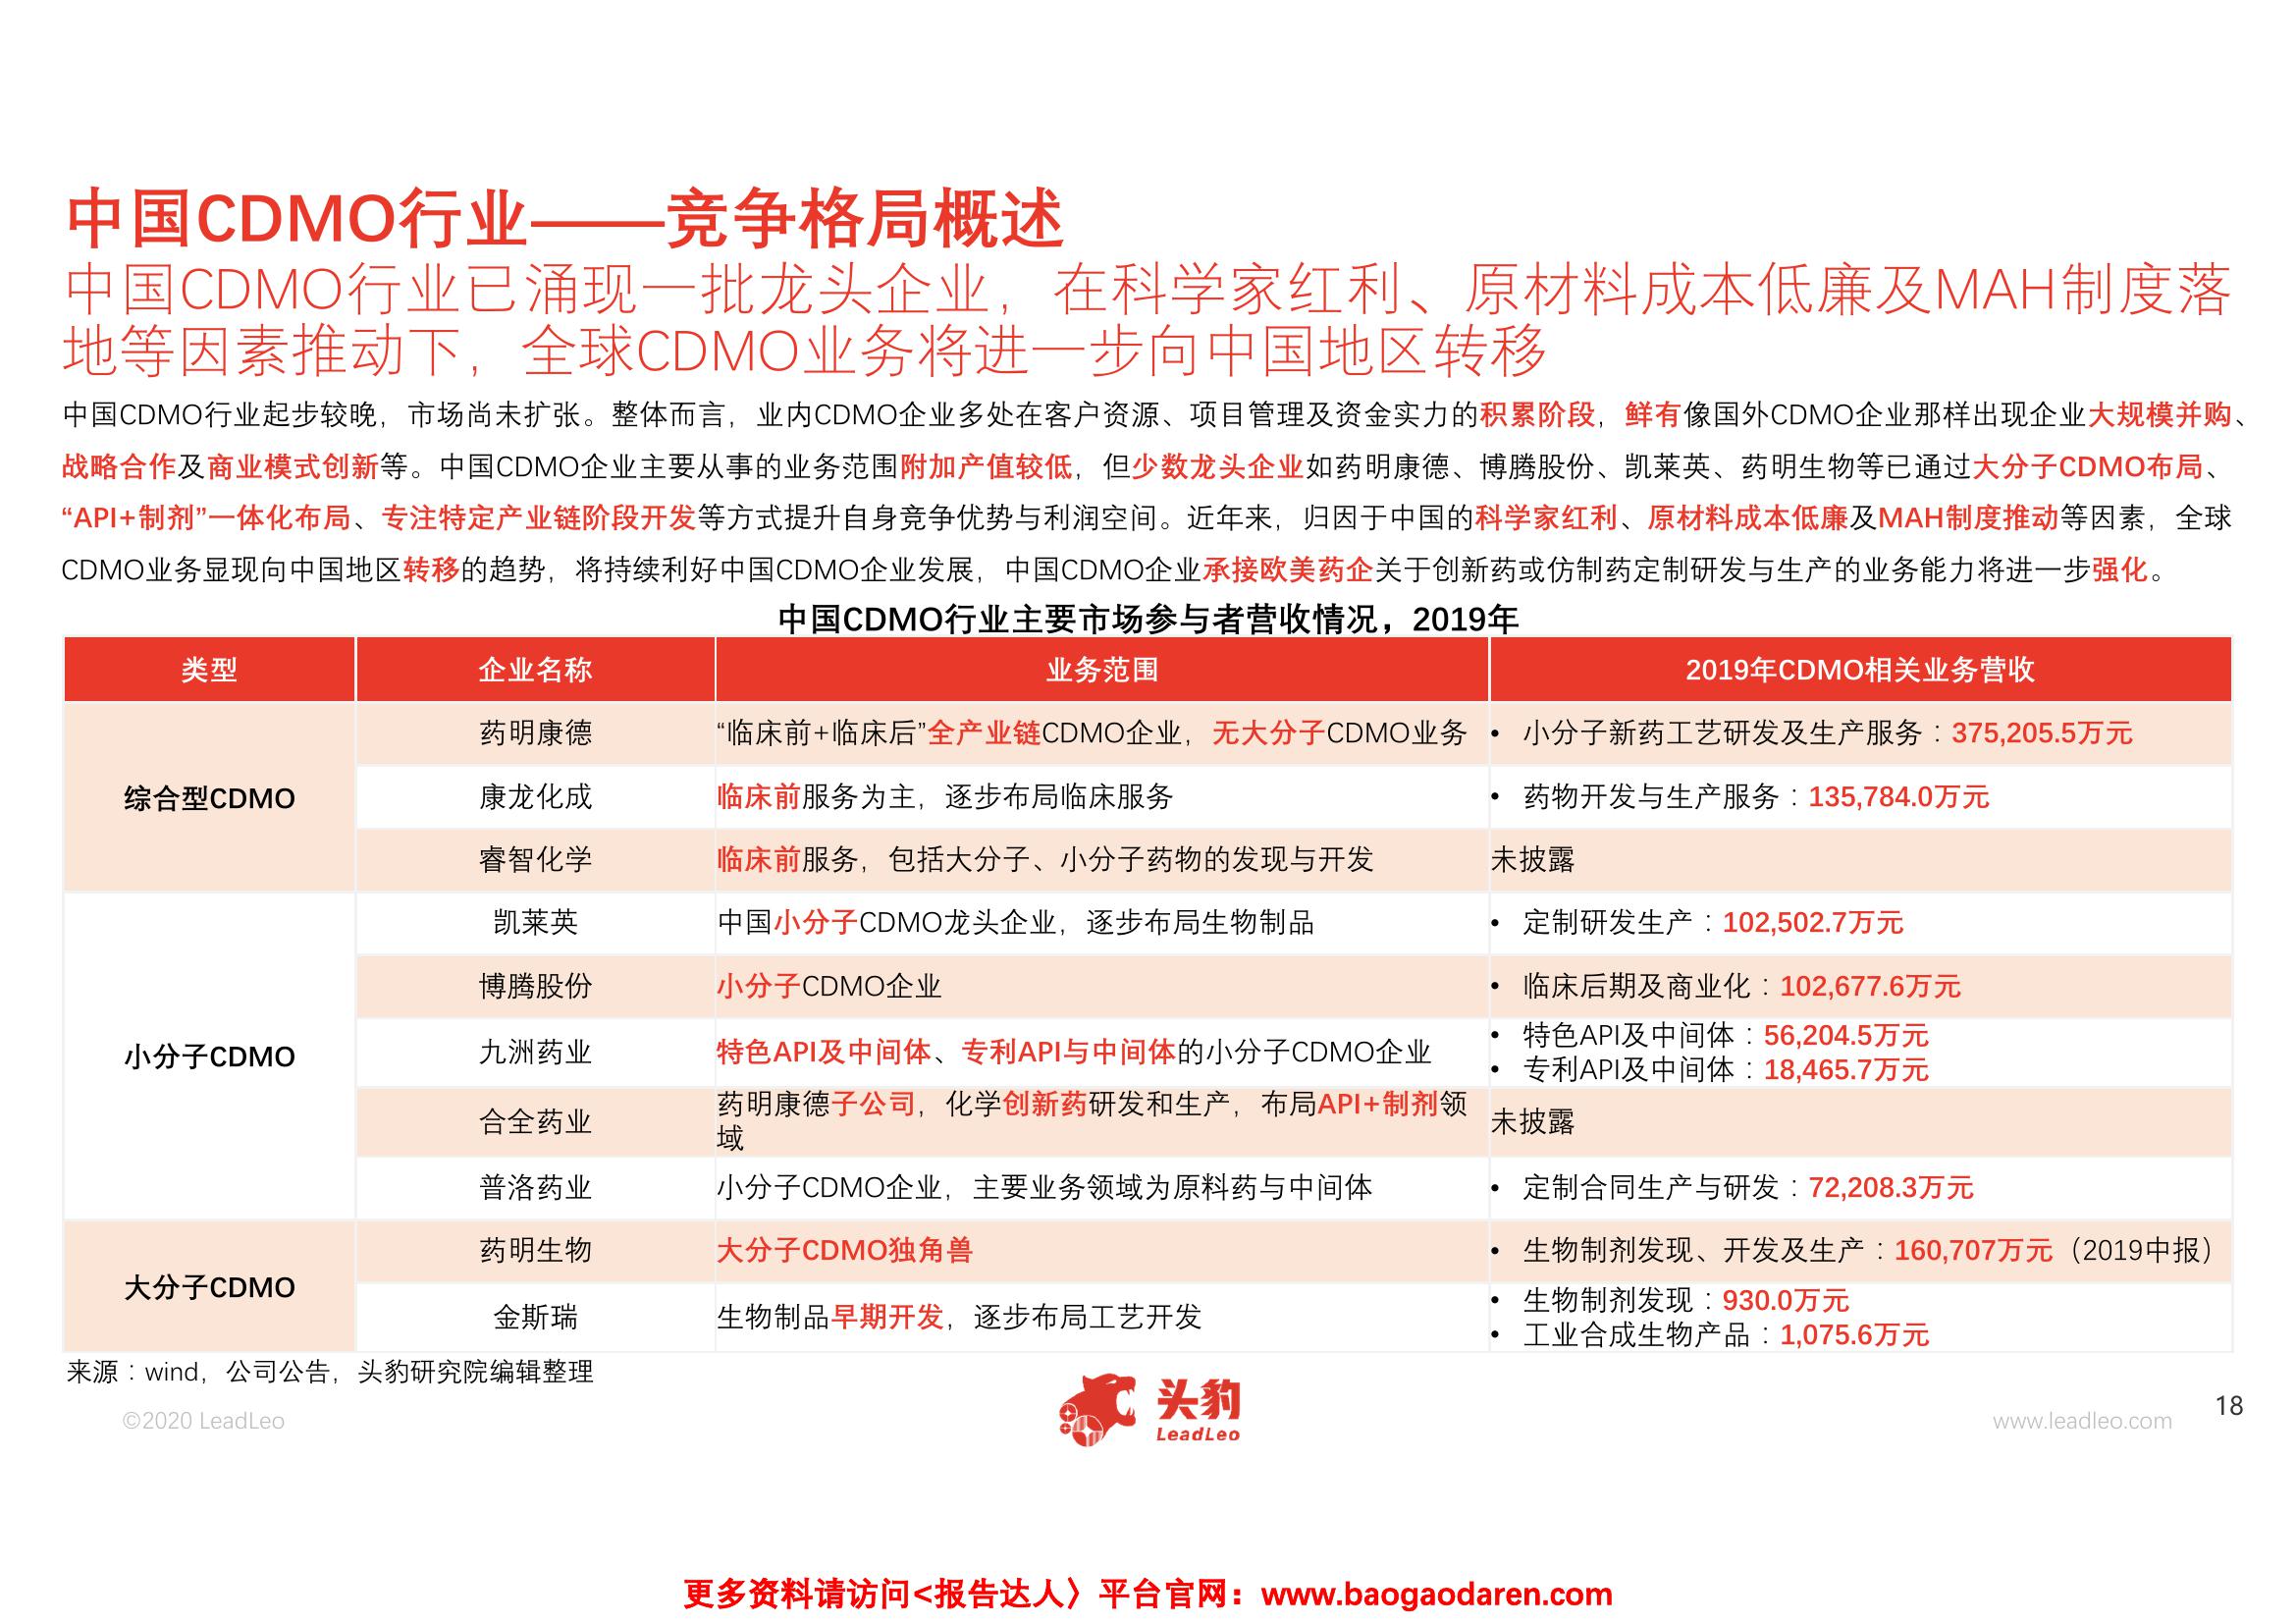 中国CDMO行业——竞争格局概述
中国CDMO行业已涌现一批龙头企业，在科学家红利、原材料成本低廉及MAH制度落
地等因素推动下，全球CDMO业务将进一步向中国地区转移
中国CDMO行业起步较晚，市场尚未扩张。整体而言，业内CDMO企业多处在客户资源、项目管理及资金实力的积累阶段，鲜有像国外CDMO企业那样出现企业大规模并购、
战略合作及商业模式创新等。中国CDMO企业主要从事的业务范围附加产值较低，但少数龙头企业如药明康德、博腾股份、凯莱英、药明生物等已通过大分子CDMO布局、
“API+制剂”一体化布局、专注特定产业链阶段开发等方式提升自身竞争优势与利润空间。近年来，归因于中国的科学家红利、原材料成本低廉及MAH制度推动等因素，全球
CDMO业务显现向中国地区转移的趋势，将持续利好中国CDMO企业发展，中国CDMO企业承接欧美药企关于创新药或仿制药定制研发与生产的业务能力将进一步强化。
中国CDMO行业主要市场参与者营收情况，2019年
类型 企业名称 业务范围 2019年CDMO相关业务营收
综合型CDMO
药明康德 “临床前+临床后”全产业链CDMO企业，无大分子CDMO业务 • 小分子新药工艺研发及生产服务：375,205.5万元
康龙化成 临床前服务为主，逐步布局临床服务 • 药物开发与生产服务：135,784.0万元
睿智化学 临床前服务，包括大分子、小分子药物的发现与开发 未披露
小分子CDMO
凯莱英 中国小分子CDMO龙头企业，逐步布局生物制品 • 定制研发生产：102,502.7万元
博腾股份 小分子CDMO企业 • 临床后期及商业化：102,677.6万元
九洲药业 特色API及中间体、专利API与中间体的小分子CDMO企业 • 特色API及中间体：56,204.5万元
• 专利API及中间体：18,465.7万元
合全药业 药明康德子公司，化学创新药研发和生产，布局API+制剂领
域 未披露
普洛药业 小分子CDMO企业，主要业务领域为原料药与中间体 • 定制合同生产与研发：72,208.3万元
大分子CDMO
药明生物 大分子CDMO独角兽 • 生物制剂发现、开发及生产：160,707万元（2019中报）
金斯瑞 生物制品早期开发，逐步布局工艺开发 • 生物制剂发现：930.0万元
• 工业合成生物产品：1,075.6万元
来源：wind，公司公告，头豹研究院编辑整理
©2020 LeadLeo
头豹
LeadLeo
www.leadleo.com
18
更多资料请访问<报告达人〉平台官网：www.baogaodaren.com